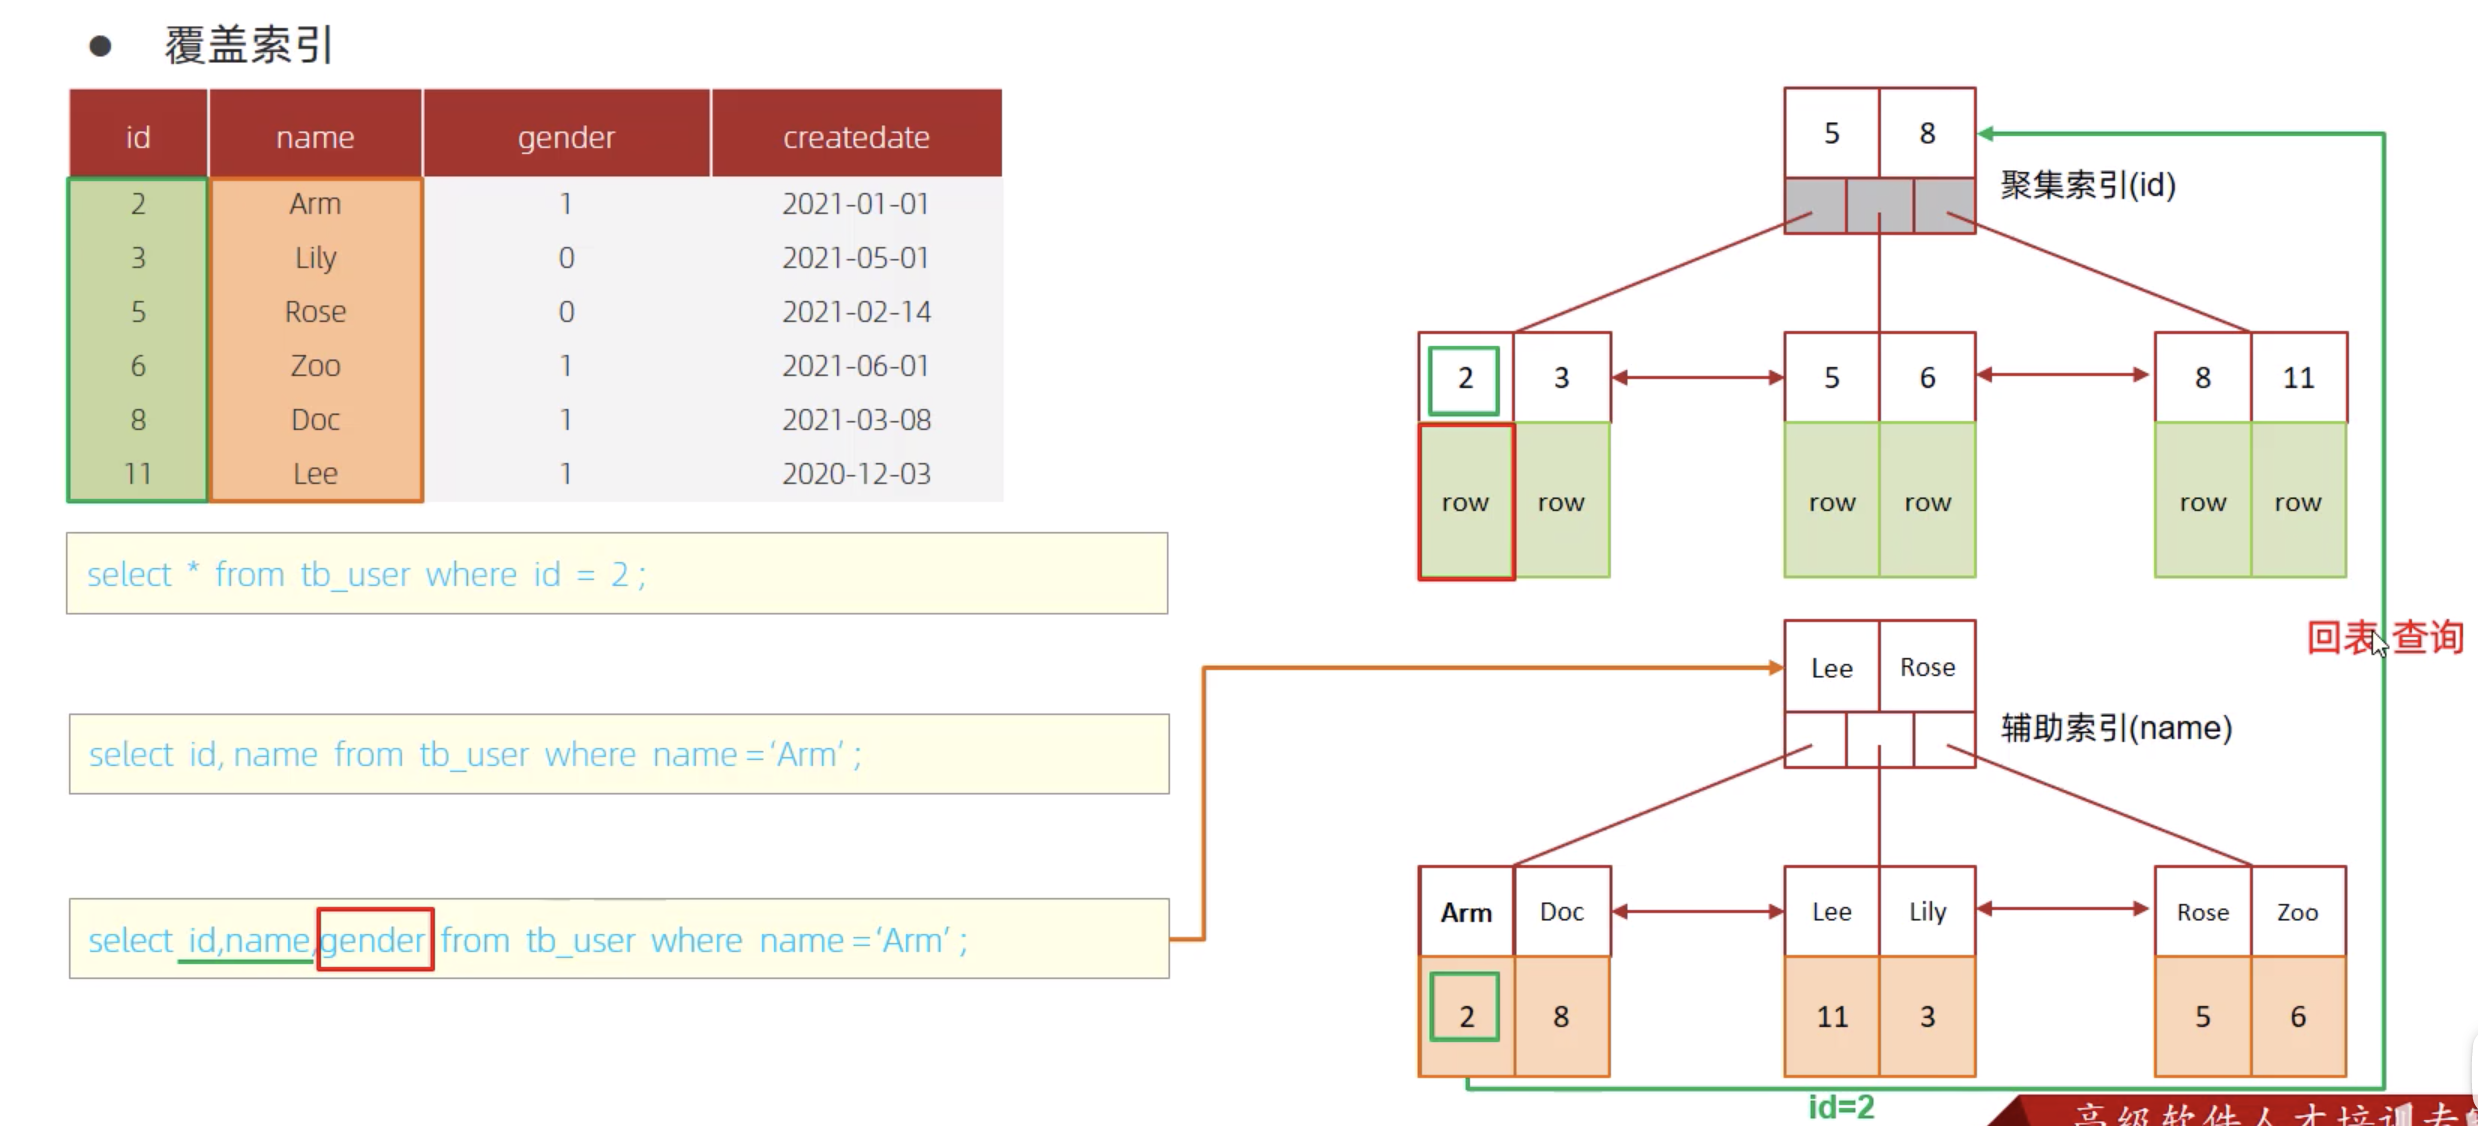 ● 覆盖索引
id name gender createdate
2 Arm 1 2021-01-01
3 Lily 0 2021-05-01
5 Rose 0 2021-02-14
6 Zoo 1 2021-06-01
8 Doc 1 2021-03-08
11 Lee 1 2020-12-03
select * from tb_user where id = 2 ;
select id, name from tb_user where name =‘Arm’ ;
select id,name,gender from tb_user where name =‘Arm’ ;
5 8
聚集索引(id)
2 3 5 6 8 11
row row row row row row
回表 查询
Lee Rose
辅助索引(name)
Arm Doc Lee Lily Rose Zoo
2 8 11 3 5 6
id=2
高级软件人才培训专